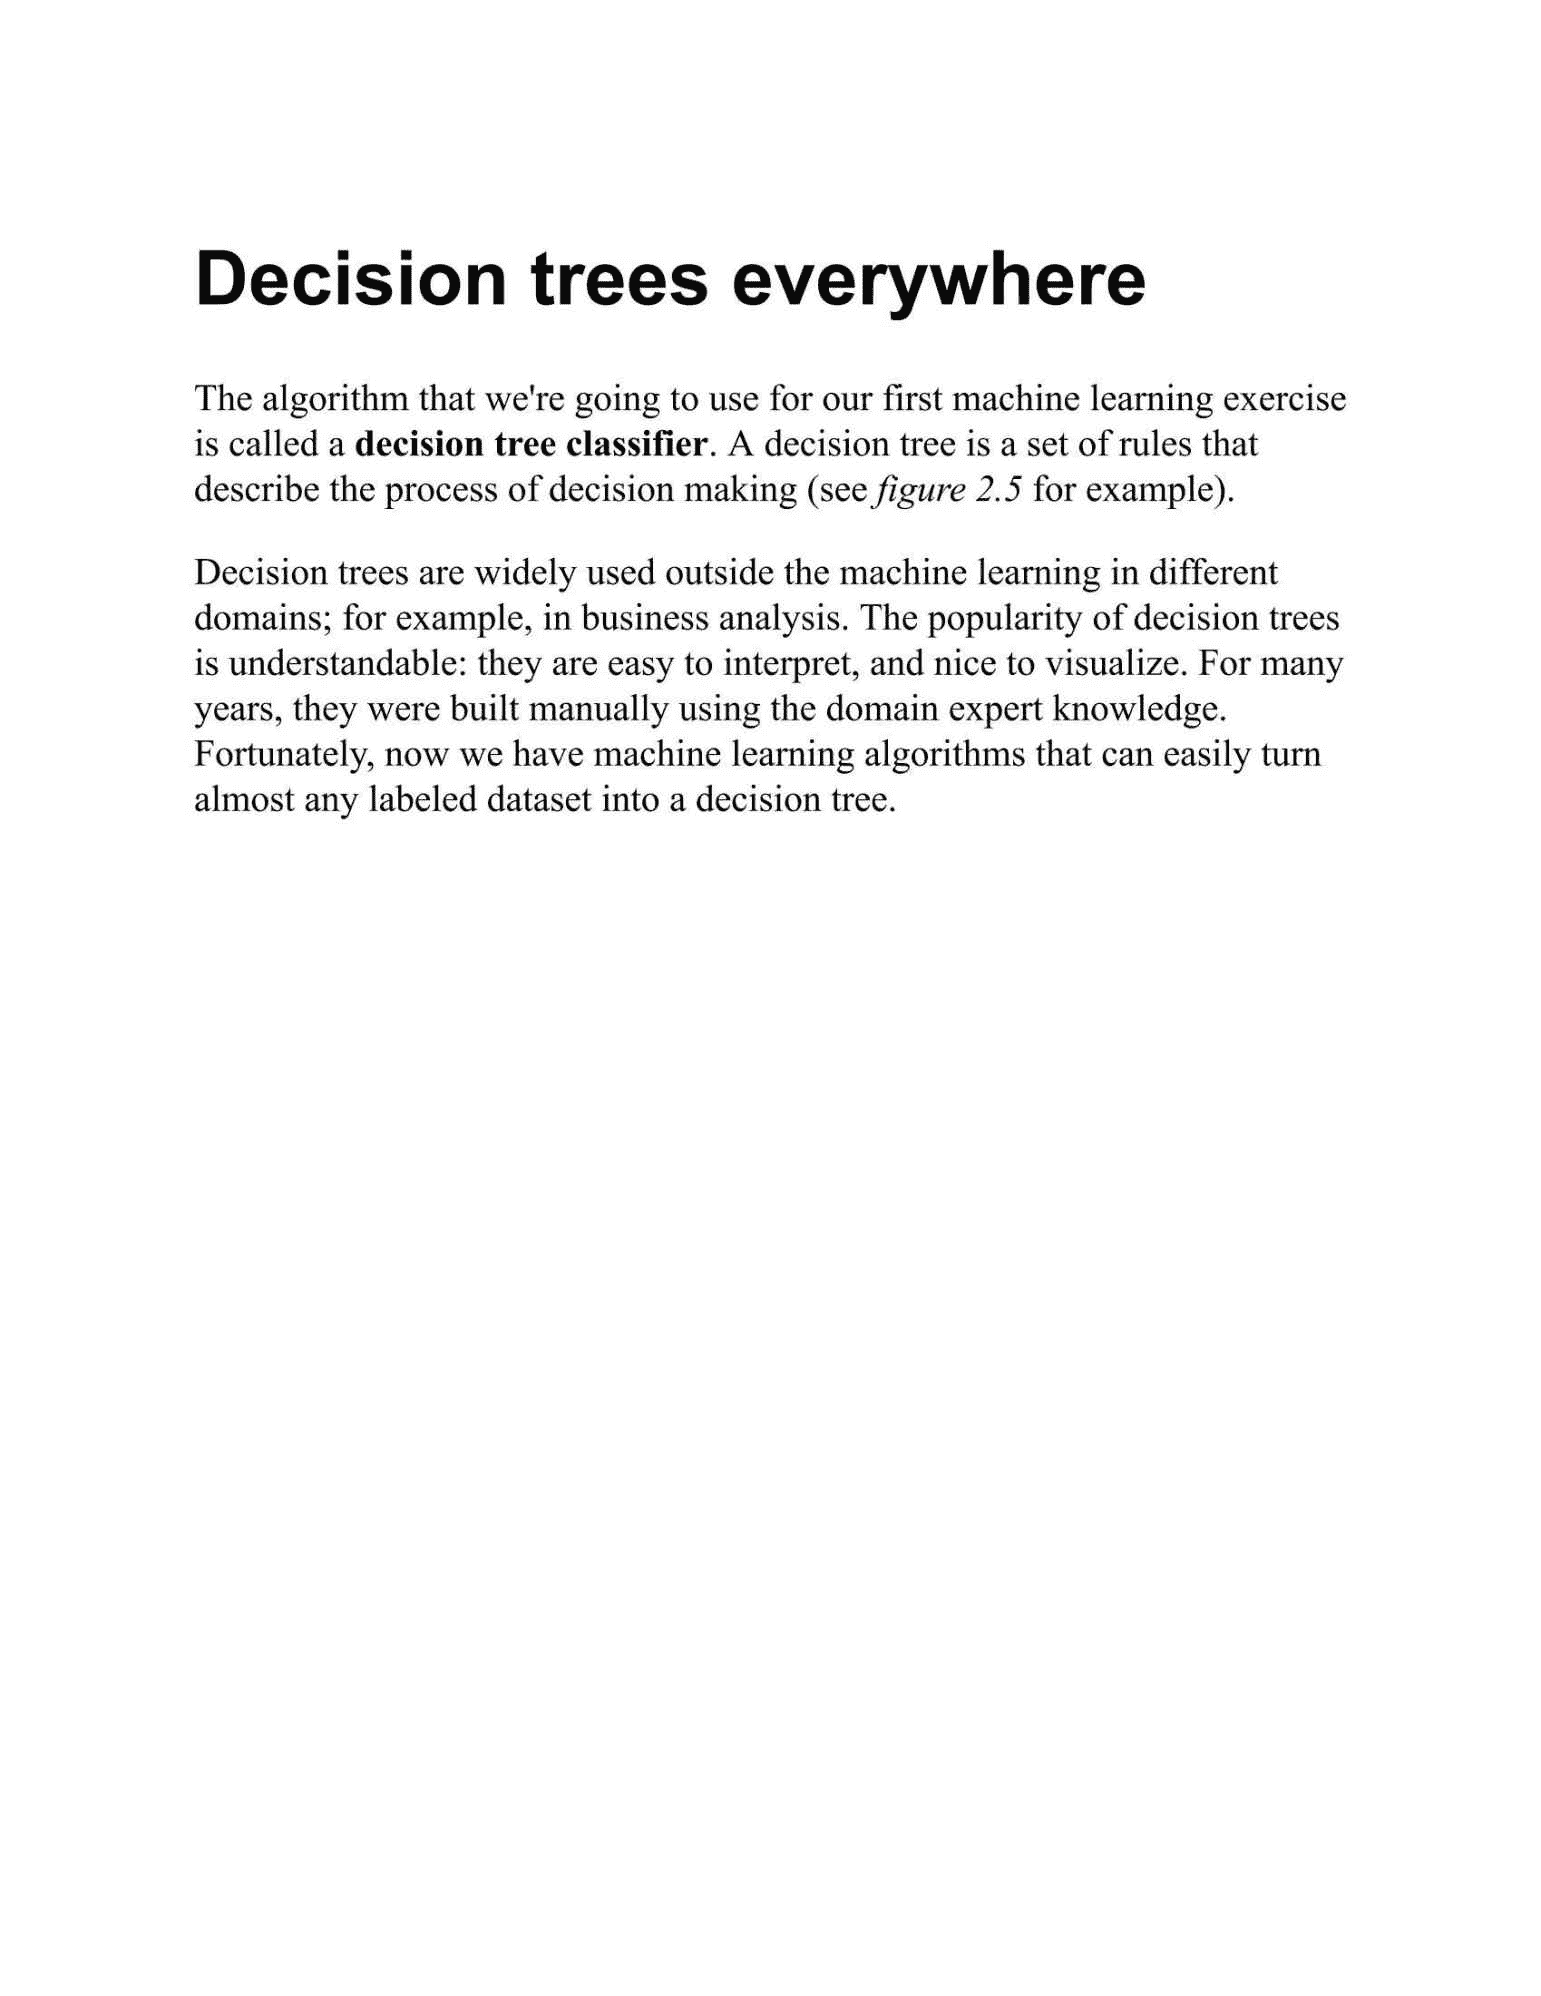 Decision trees everywhere
The algorithm that we're going to use for our first machine learning exercise
is called a decision tree classifier. A decision tree is a set of rules that
describe the process of decision making (see figure 2.5 for example).
Decision trees are widely used outside the machine learning in different
domains; for example, in business analysis. The popularity of decision trees
is understandable: they are easy to interpret, and nice to visualize. For many
years, they were built manually using the domain expert knowledge.
Fortunately, now we have machine learning algorithms that can easily turn
almost any labeled dataset into a decision tree.